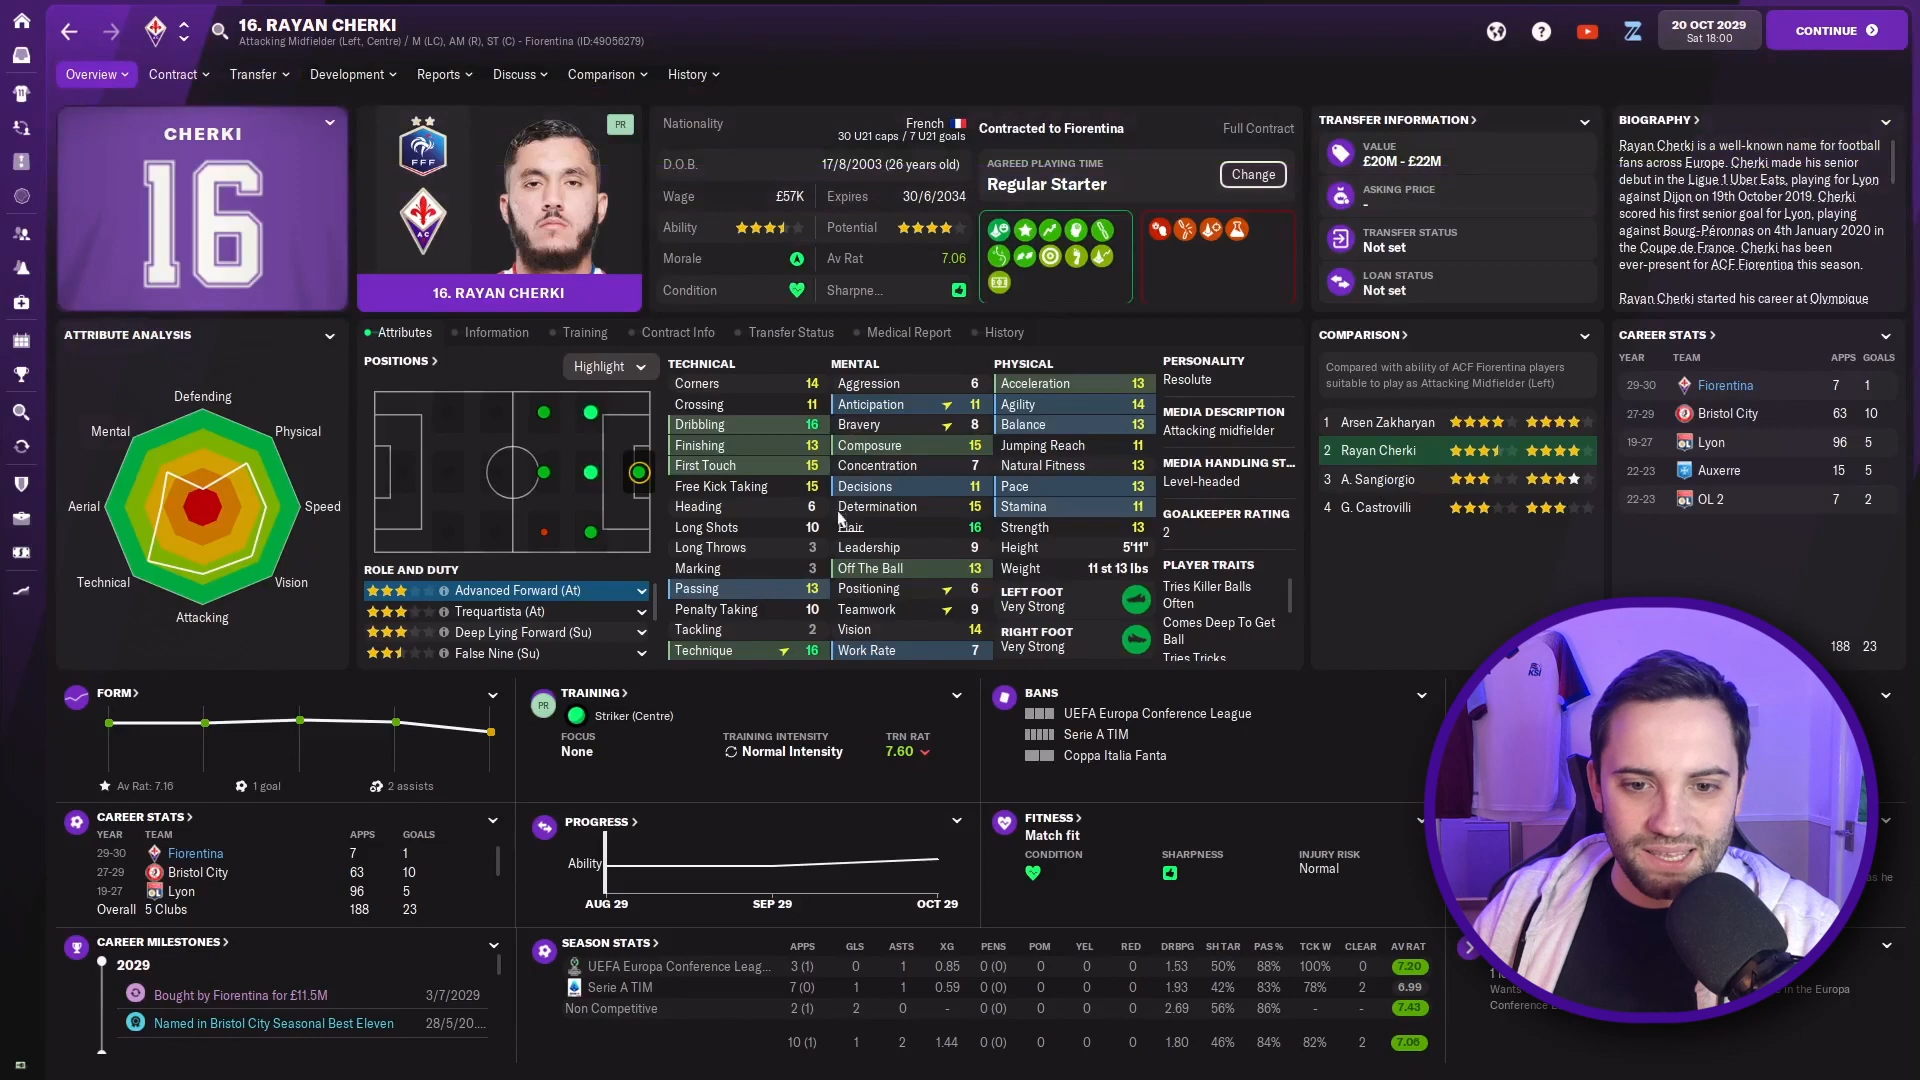 16. RAYAN CHERKI
Attacking Midfielder (Left, Centre) / M (LC), AM (R), ST (C) - Fiorentina (ID:49056279)
20 OCT 2029
Sat 18:00
CONTINUE
Overview
Contract
Transfer
Development
Reports
Discuss
Comparison
History
CHERKI
16
FFF
PR
16. RAYAN CHERKI
Nationality
French
30 U21 caps / 7 U21 goals
D.O.B.
17/8/2003 (26 years old)
Wage £57K
Expires 30/6/2034
Ability
Potential
Morale
Av Rat 7.06
Condition
Sharpne...
Contracted to Fiorentina
Full Contract
AGREED PLAYING TIME
Regular Starter
Change
TRANSFER INFORMATION>
VALUE
£20M - £22M
ASKING PRICE
-
TRANSFER STATUS
Not set
LOAN STATUS
Not set
BIOGRAPHY>
Rayan Cherki is a well-known name for football
fans across Europe. Cherki made his senior
debut in the Ligue 1 Uber Eats, playing for Lyon
against Dijon on 19th October 2019. Cherki
scored his first senior goal for Lyon, playing
against Bourg-Péronnas on 4th January 2020 in
the Coupe de France. Cherki has been
ever-present for ACF Fiorentina this season.
Rayan Cherki started his career at Olympique
ATTRIBUTE ANALYSIS
Defending
Mental
Physical
Aerial
Speed
Technical
Vision
Attacking
Attributes
Information
Training
Contract Info
Transfer Status
Medical Report
History
POSITIONS>
Highlight
ROLE AND DUTY
Advanced Forward (At)
Trequartista (At)
Deep Lying Forward (Su)
False Nine (Su)
TECHNICAL
Corners 14
Crossing 11
Dribbling 16
Finishing 13
First Touch 15
Free Kick Taking 15
Heading 6
Long Shots 10
Long Throws 3
Marking 3
Passing 13
Penalty Taking 10
Tackling 2
Technique 16
MENTAL
Aggression 6
Anticipation 11
Bravery 8
Composure 15
Concentration 7
Decisions 11
Determination 15
Flair 16
Leadership 9
Off The Ball 13
Positioning 6
Teamwork 9
Vision 14
Work Rate 7
PHYSICAL
Acceleration 13
Agility 14
Balance 13
Jumping Reach 11
Natural Fitness 13
Pace 13
Stamina 11
Strength 13
Height 5'11"
Weight 11 st 13 lbs
LEFT FOOT
Very Strong
RIGHT FOOT
Very Strong
PERSONALITY
Resolute
MEDIA DESCRIPTION
Attacking midfielder
MEDIA HANDLING ST...
Level-headed
GOALKEEPER RATING
2
PLAYER TRAITS
Tries Killer Balls
Often
Comes Deep To Get
Ball
Tries Tricks
COMPARISON>
Compared with ability of ACF Fiorentina players
suitable to play as Attacking Midfielder (Left)
1 Arsen Zakharyan
2 Rayan Cherki
3 A. Sangiorgio
4 G. Castrovilli
CAREER STATS>
YEAR TEAM APPS GOALS
29-30 Fiorentina 7 1
27-29 Bristol City 63 10
19-27 Lyon 96 5
22-23 Auxerre 15 5
22-23 OL 2 7 2
188 23
FORM>
Av Rat: 7.16
1 goal
2 assists
TRAINING>
PR
Striker (Centre)
FOCUS
None
TRAINING INTENSITY
Normal Intensity
TRN RAT
7.60
BANS
UEFA Europa Conference League
Serie A TIM
Coppa Italia Fanta
CAREER STATS>
YEAR TEAM APPS GOALS
29-30 Fiorentina 7 1
27-29 Bristol City 63 10
19-27 Lyon 96 5
Overall 5 Clubs 188 23
PROGRESS>
Ability
AUG 29
SEP 29
OCT 29
FITNESS>
Match fit
CONDITION
SHARPNESS
INJURY RISK
Normal
as he
CAREER MILESTONES>
2029
Bought by Fiorentina for £11.5M 3/7/2029
Named in Bristol City Seasonal Best Eleven 28/5/20....
SEASON STATS>
APPS GLS ASTS XG PENS POM YEL RED DRBPG SH TAR PAS % TCK W CLEAR AV RAT
UEFA Europa Conference Leag... 3 (1) 0 1 0.85 0 (0) 0 0 0 1.53 50% 88% 100% 0 7.20
Serie A TIM 7 (0) 1 1 0.59 0 (0) 0 0 0 1.93 42% 83% 78% 2 6.99
Non Competitive 2 (1) 2 0 - 0 (0) 0 0 0 2.69 56% 86% - - 7.43
10 (1) 1 2 1.44 0 (0) 0 0 0 1.80 46% 84% 82% 2 7.06
Wants
in the Europa
Conference
KSI